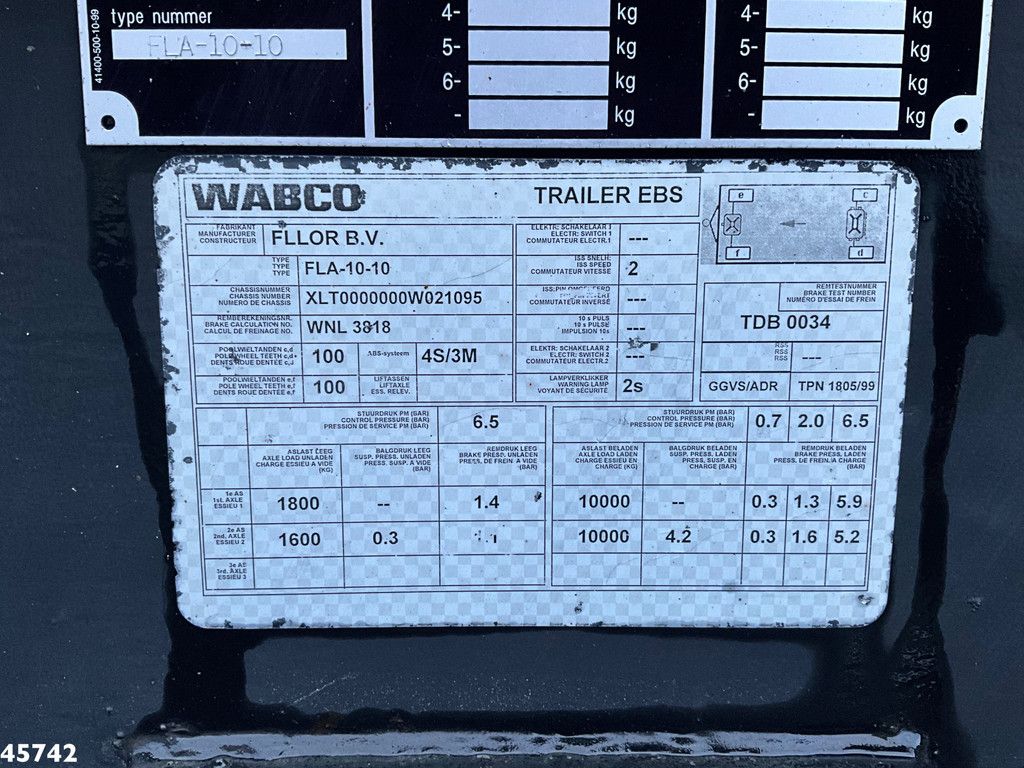 41400-500-10-99
type nummer
FLA-10-10
4- kg
5- kg
6- kg
- kg
4- kg
5- kg
6- kg
- kg
WABCO TRAILER EBS
FABRIKANT
MANUFACTURER
CONSTRUCTEUR
FLLOR B.V.
TYPE
TYPE
TYPE
FLA-10-10
CHASSISNUMMER
CHASSIS NUMBER
NUMERO DE CHASSIS
XLT0000000W021095
REMBEREKENINGSNR.
BRAKE CALCULATION NO.
CALCUL DE FREINAGE NO.
WNL 3818
POOLWIELTANDEN c,d
POLE WHEEL TEETH c,d
DENTS ROUE DENTÉE c,d
100
ABS-systeem
4S/3M
POOLWIELTANDEN e,f
POLE WHEEL TEETH e,f
DENTS ROUE DENTÉE e,f
100
LIFTASSEN
LIFTAXLE
ESS. RELEV.
ELEKTR. SCHAKELAAR 1
ELECTR. SWITCH 1
COMMUTATEUR ELECTR.1
---
ISS SNELH.
ISS SPEED
COMMUTATEUR VITESSE
2
COMMUTATEUR INVERSÉ
---
10 s PULS
10 s PULSE
IMPULSION 10s
---
ELEKTR. SCHAKELAAR 2
ELECTR. SWITCH 2
COMMUTATEUR ELECTR.2
---
LAMPVERKLIKKER
WARNING LAMP
VOYANT DE SÉCURITÉ
2s
e c
f d
REMTESTNUMMER
BRAKE TEST NUMBER
NUMÉRO D'ESSAI DE FREIN
TDB 0034
RSS
RSS
RSS
---
GGVS/ADR TPN 1805/99
STUURDRUK PM (BAR)
CONTROL PRESSURE (BAR)
PRESSION DE SERVICE PM (BAR)
6.5
ASLAST LEEG
AXLE LOAD UNLADEN
CHARGE ESSIEU A VIDE
(KG)
BALGDRUK LEEG
SUSP. PRESS. UNLADEN
PRESS. SUSP. A VIDE
(BAR)
REMDRUK LEEG
BRAKE PRESS. UNLADEN
PRESS. DE FREIN. A VIDE
(BAR)
1e AS
1st. AXLE
ESSIEU 1
1800 -- 1.4
2e AS
2nd. AXLE
ESSIEU 2
1600 0.3
3e AS
3rd. AXLE
ESSIEU 3
STUURDRUK PM (BAR)
CONTROL PRESSURE (BAR)
PRESSION DE SERVICE PM (BAR)
0.7 2.0 6.5
ASLAST BELADEN
AXLE LOAD LADEN
CHARGE ESSIEU EN
CHARGE (KG)
BALGDRUK BELADEN
SUSP. PRESS. LADEN
PRESS. SUSP. EN
CHARGE (BAR)
REMDRUK BELADEN
BRAKE PRESS. LADEN
PRESS. DE FREIN.A CHARGE
(BAR)
10000 -- 0.3 1.3 5.9
10000 4.2 0.3 1.6 5.2
45742